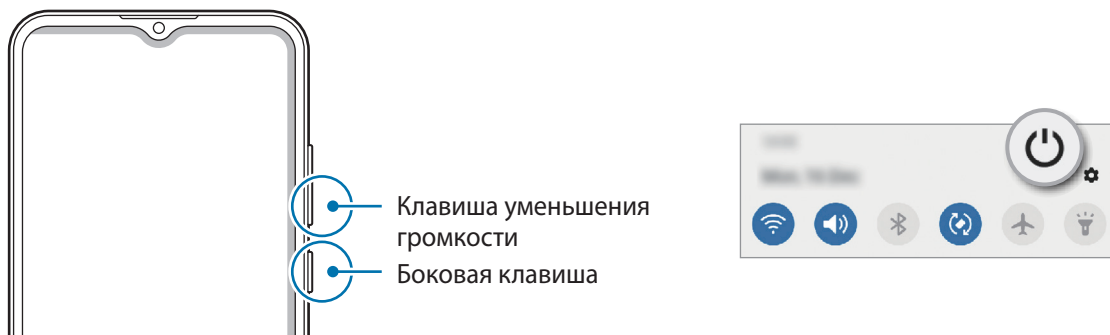 Клавиша уменьшения
громкости
Боковая клавиша